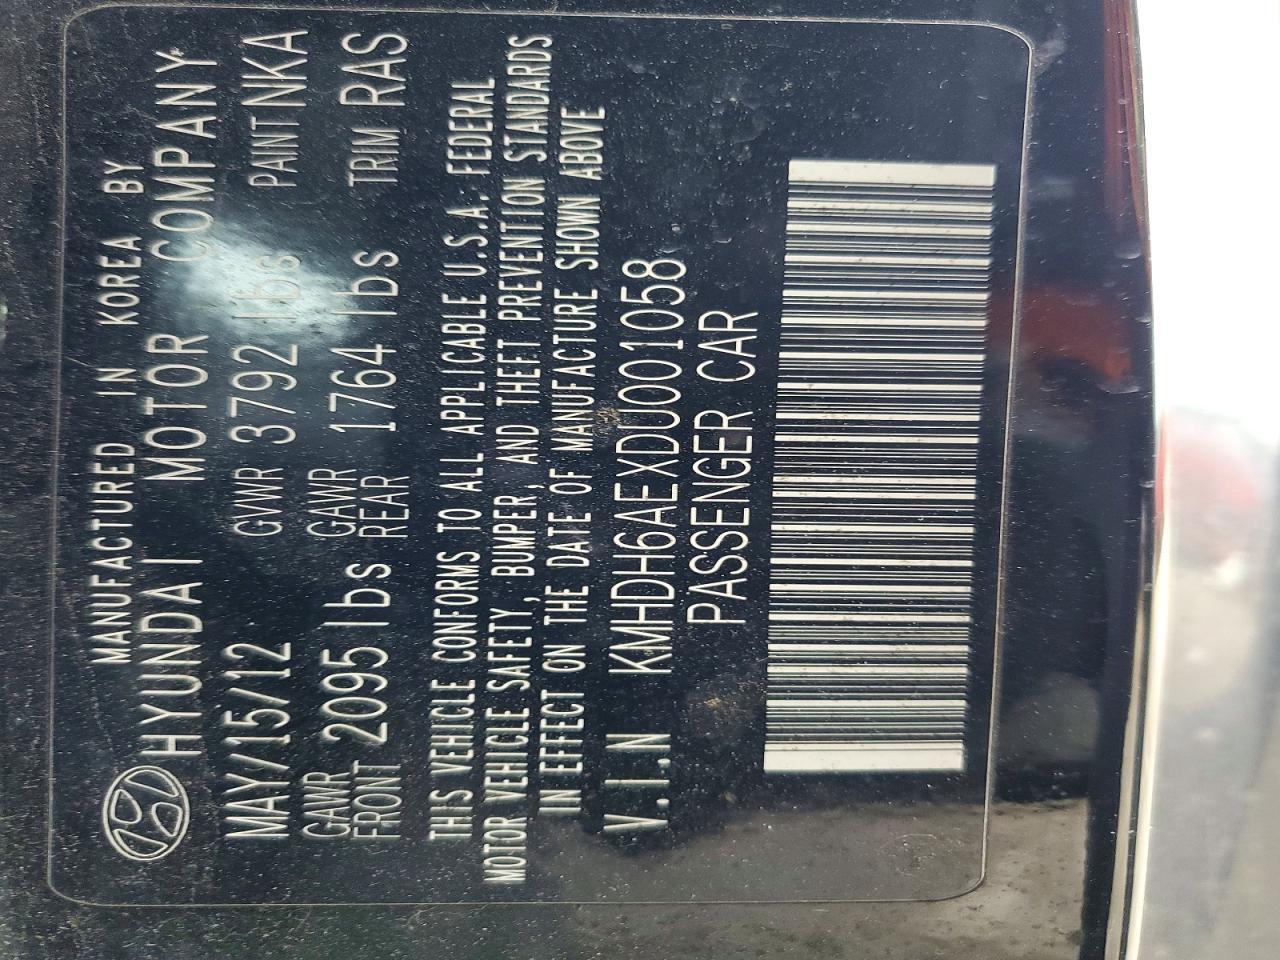 MANUFACTURED IN KOREA BY
HYUNDAI MOTOR COMPANY
MAY/15/12 GVWR 3792 lbs PAINT NKA
GAWR FRONT 2095 lbs GAWR REAR 1764 lbs TRIM RAS
THIS VEHICLE CONFORMS TO ALL APPLICABLE U.S.A. FEDERAL
MOTOR VEHICLE SAFETY, BUMPER, AND THEFT PREVENTION STANDARDS
IN EFFECT ON THE DATE OF MANUFACTURE SHOWN ABOVE
V.I.N KMHDH6AEXDU001058
PASSENGER CAR